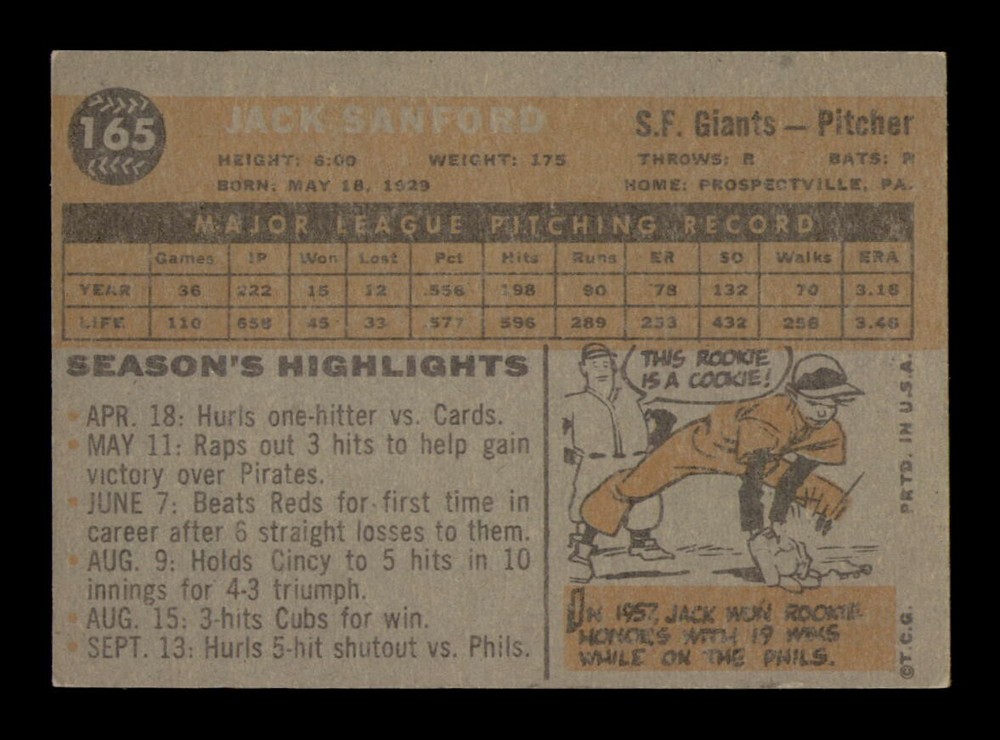 165
JACK SANFORD
S.F. Giants — Pitcher
HEIGHT: 6:00 WEIGHT: 175 THROWS: R BATS: R
BORN: MAY 18, 1929 HOME: PROSPECTVILLE, PA.
MAJOR LEAGUE PITCHING RECORD
Games IP Won Lost Pct Hits Runs ER SO Walks ERA
YEAR 36 222 15 12 .556 198 90 78 132 70 3.16
LIFE 110 658 45 33 .577 596 289 253 432 258 3.46
SEASON'S HIGHLIGHTS
• APR. 18: Hurls one-hitter vs. Cards.
• MAY 11: Raps out 3 hits to help gain
victory over Pirates.
• JUNE 7: Beats Reds for first time in
career after 6 straight losses to them.
• AUG. 9: Holds Cincy to 5 hits in 10
innings for 4-3 triumph.
• AUG. 15: 3-hits Cubs for win.
• SEPT. 13: Hurls 5-hit shutout vs. Phils.
THIS ROOKIE
IS A COOKIE!
IN 1957, JACK WON ROOKIE
HONORS WITH 19 WINS
WHILE ON THE PHILS.
PRTD. IN U.S.A.
©T.C.G.